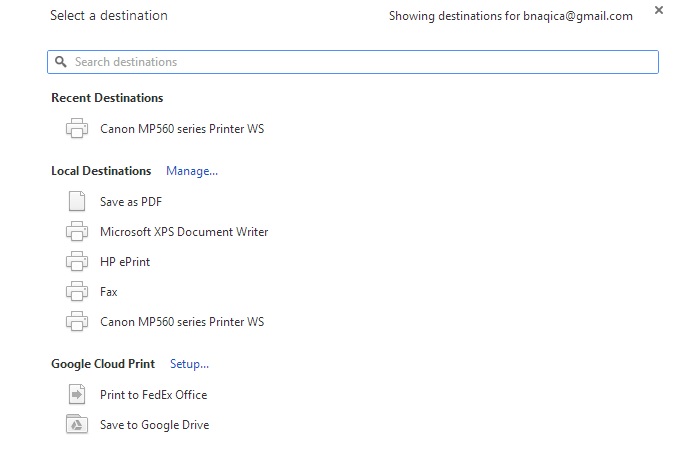 Select a destination
Showing destinations for bnaqica@gmail.com
Search destinations
Recent Destinations
Canon MP560 series Printer WS
Local Destinations Manage...
Save as PDF
Microsoft XPS Document Writer
HP ePrint
Fax
Canon MP560 series Printer WS
Google Cloud Print Setup...
Print to FedEx Office
Save to Google Drive